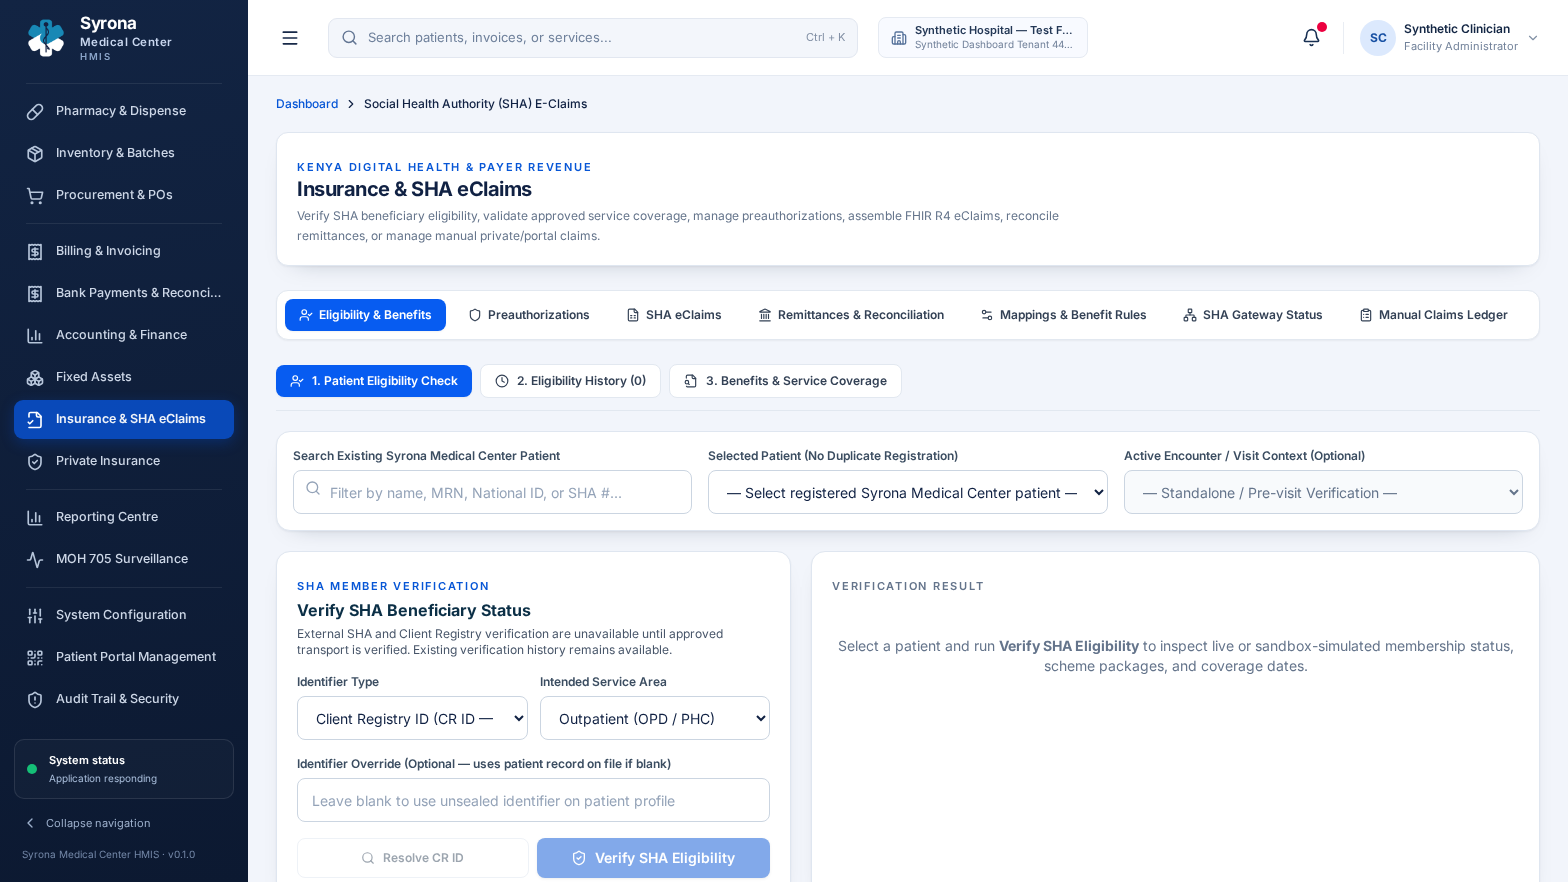 Syrona
Medical Center
HMIS
Pharmacy & Dispense
Inventory & Batches
Procurement & POs
Billing & Invoicing
Bank Payments & Reconci...
Accounting & Finance
Fixed Assets
Insurance & SHA eClaims
Private Insurance
Reporting Centre
MOH 705 Surveillance
System Configuration
Patient Portal Management
Audit Trail & Security
System status
Application responding
Collapse navigation
Syrona Medical Center HMIS · v0.1.0
Search patients, invoices, or services...
Ctrl + K
Synthetic Hospital — Test F...
Synthetic Dashboard Tenant 44...
SC
Synthetic Clinician
Facility Administrator
Dashboard
Social Health Authority (SHA) E-Claims
KENYA DIGITAL HEALTH & PAYER REVENUE
Insurance & SHA eClaims
Verify SHA beneficiary eligibility, validate approved service coverage, manage preauthorizations, assemble FHIR R4 eClaims, reconcile
remittances, or manage manual private/portal claims.
Eligibility & Benefits
Preauthorizations
SHA eClaims
Remittances & Reconciliation
Mappings & Benefit Rules
SHA Gateway Status
Manual Claims Ledger
1. Patient Eligibility Check
2. Eligibility History (0)
3. Benefits & Service Coverage
Search Existing Syrona Medical Center Patient
Filter by name, MRN, National ID, or SHA #...
Selected Patient (No Duplicate Registration)
— Select registered Syrona Medical Center patient —
Active Encounter / Visit Context (Optional)
— Standalone / Pre-visit Verification —
SHA MEMBER VERIFICATION
Verify SHA Beneficiary Status
External SHA and Client Registry verification are unavailable until approved
transport is verified. Existing verification history remains available.
Identifier Type
Client Registry ID (CR ID —
Intended Service Area
Outpatient (OPD / PHC)
Identifier Override (Optional — uses patient record on file if blank)
Leave blank to use unsealed identifier on patient profile
Resolve CR ID
Verify SHA Eligibility
VERIFICATION RESULT
Select a patient and run Verify SHA Eligibility to inspect live or sandbox-simulated membership status,
scheme packages, and coverage dates.